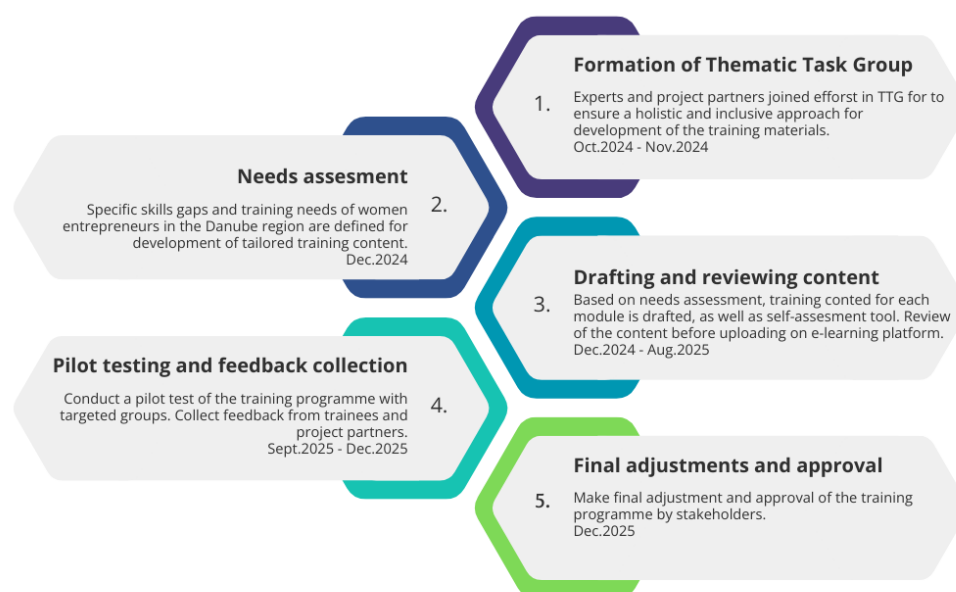 Formation of Thematic Task Group
1.
Experts and project partners joined efforst in TTG for to
ensure a holistic and inclusive approach for
development of the training materials.
Oct.2024 - Nov.2024
Needs assesment
2.
Specific skills gaps and training needs of women
entrepreneurs in the Danube region are defined for
development of tailored training content.
Dec.2024
Drafting and reviewing content
3.
Based on needs assessment, training conted for each
module is drafted, as well as self-assesment tool. Review
of the content before uploading on e-learning platform.
Dec.2024 - Aug.2025
Pilot testing and feedback collection
4.
Conduct a pilot test of the training programme with
targeted groups. Collect feedback from trainees and
project partners.
Sept.2025 - Dec.2025
Final adjustments and approval
5.
Make final adjustment and approval of the training
programme by stakeholders.
Dec.2025